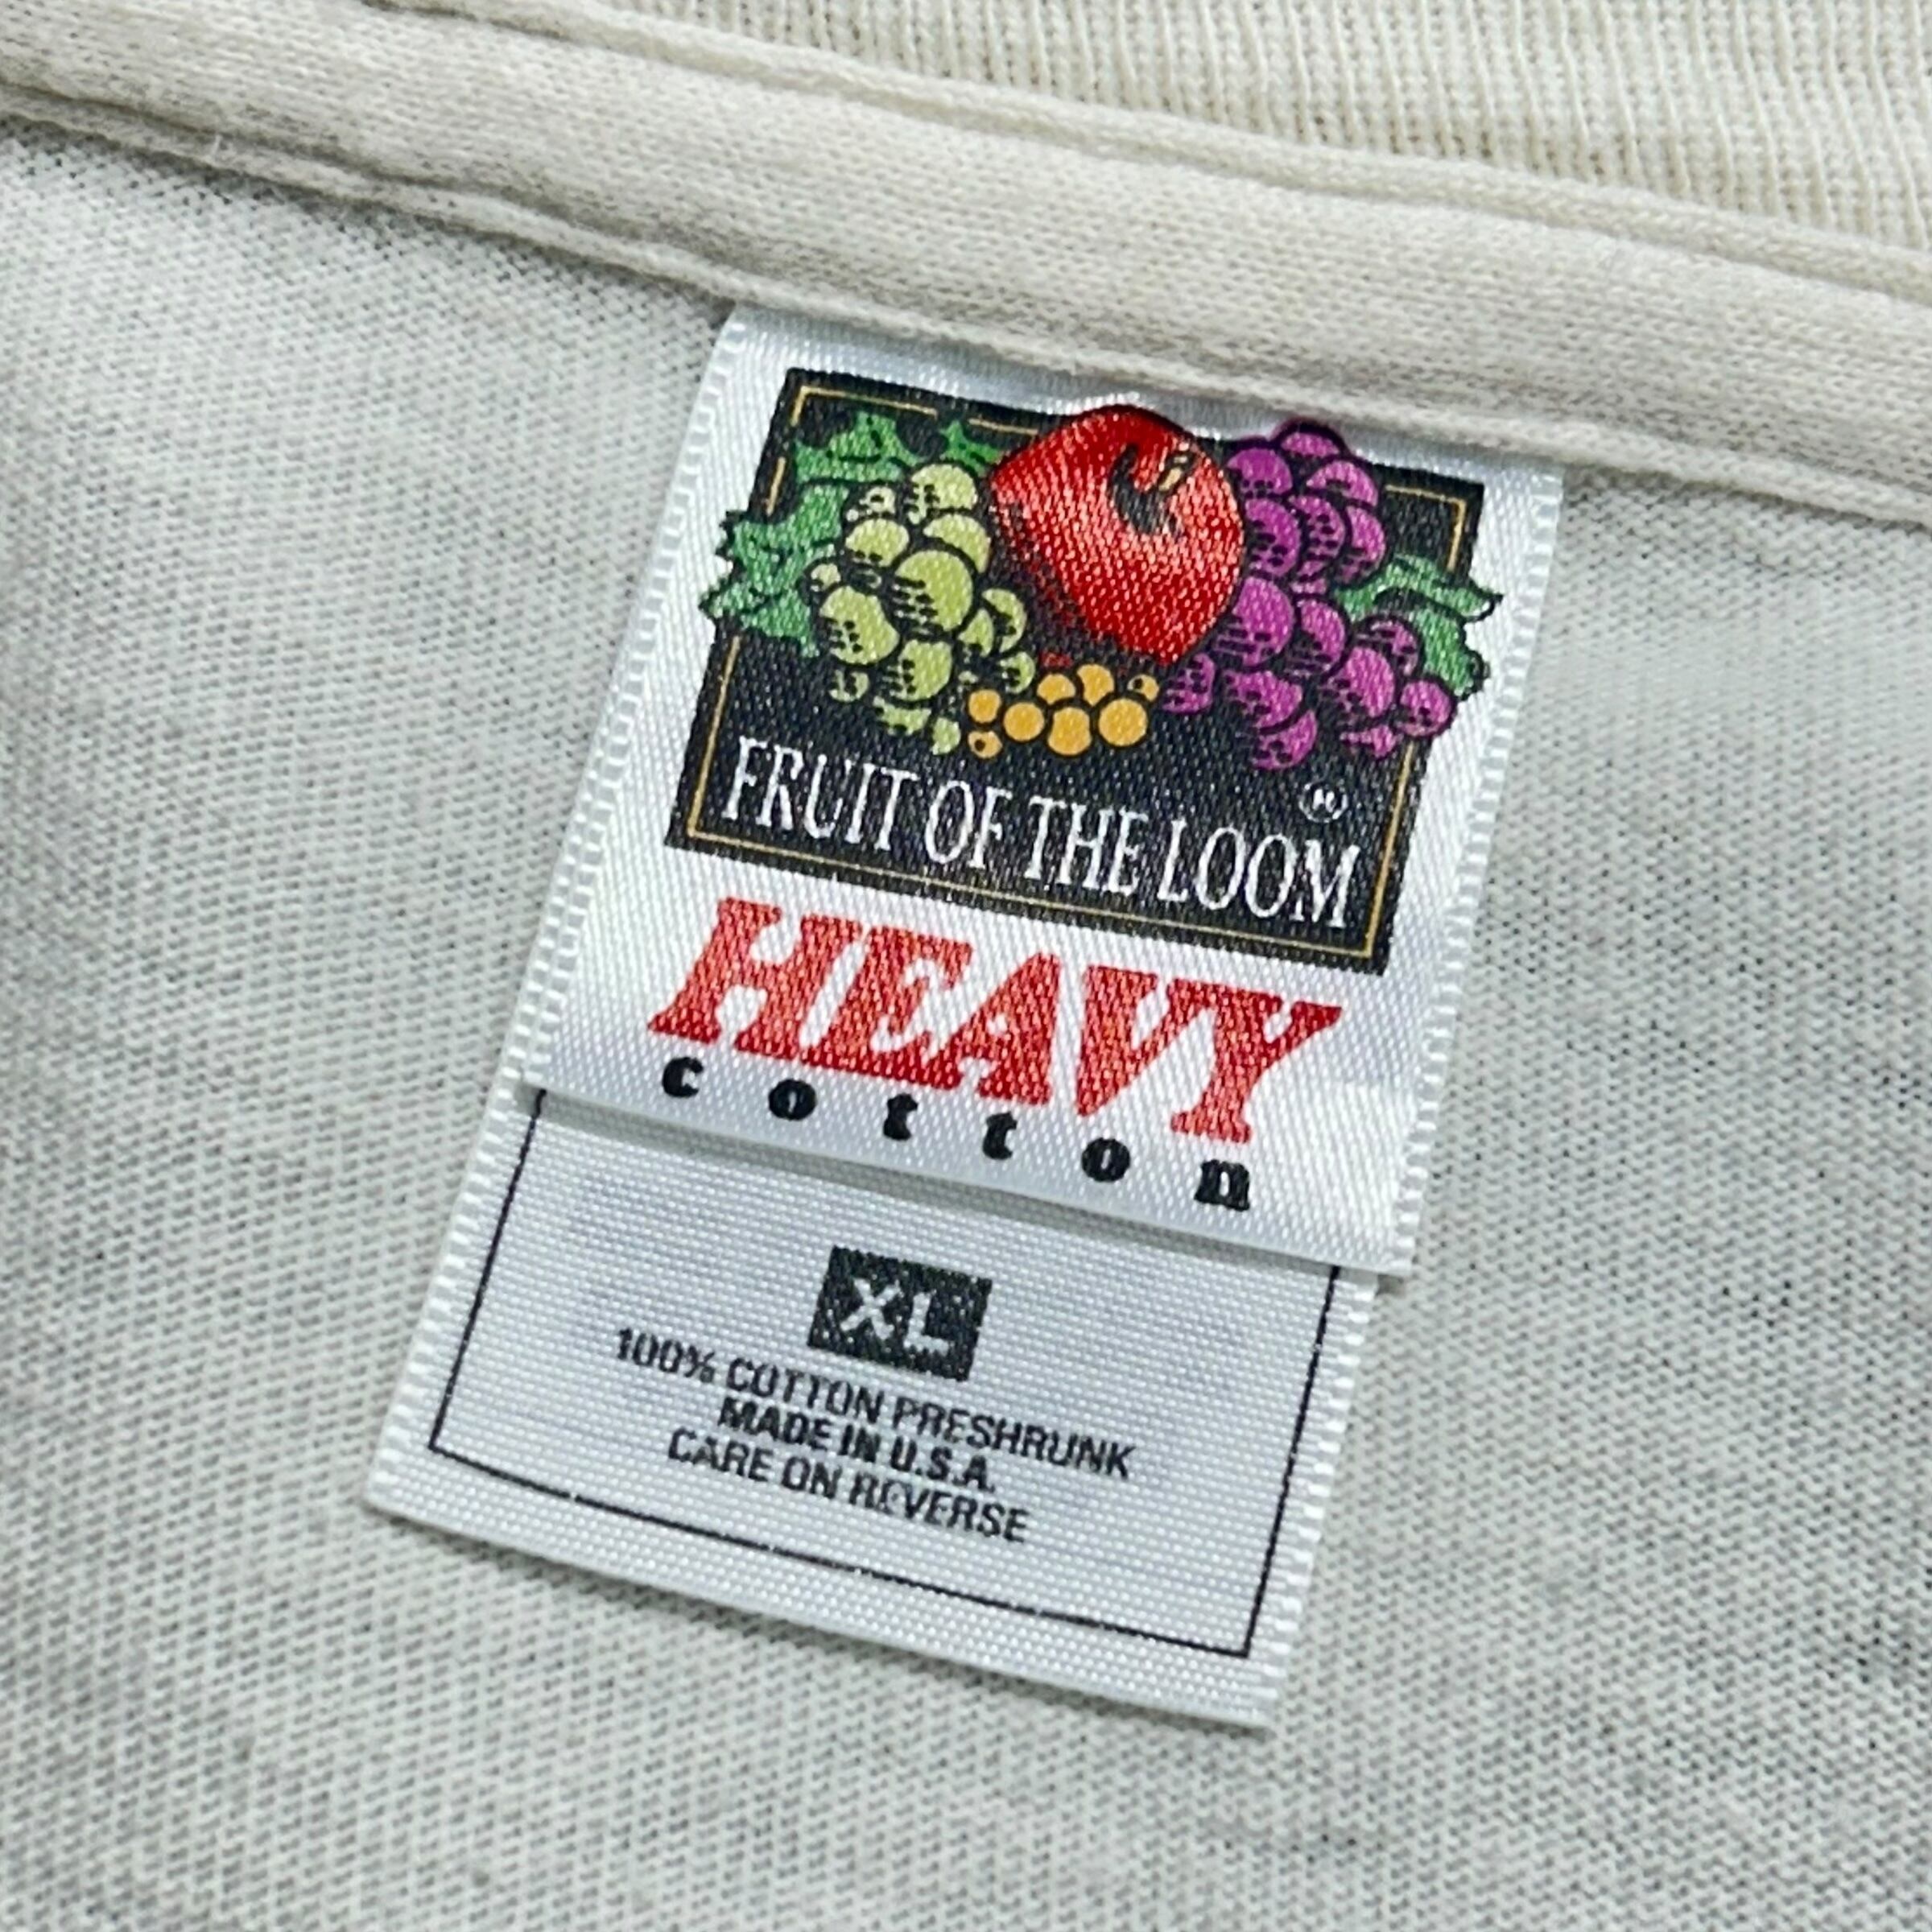 FRUIT OF THE LOOM ®
HEAVY
cotton
XL
100% COTTON PRESHRUNK
MADE IN U.S.A.
CARE ON REVERSE